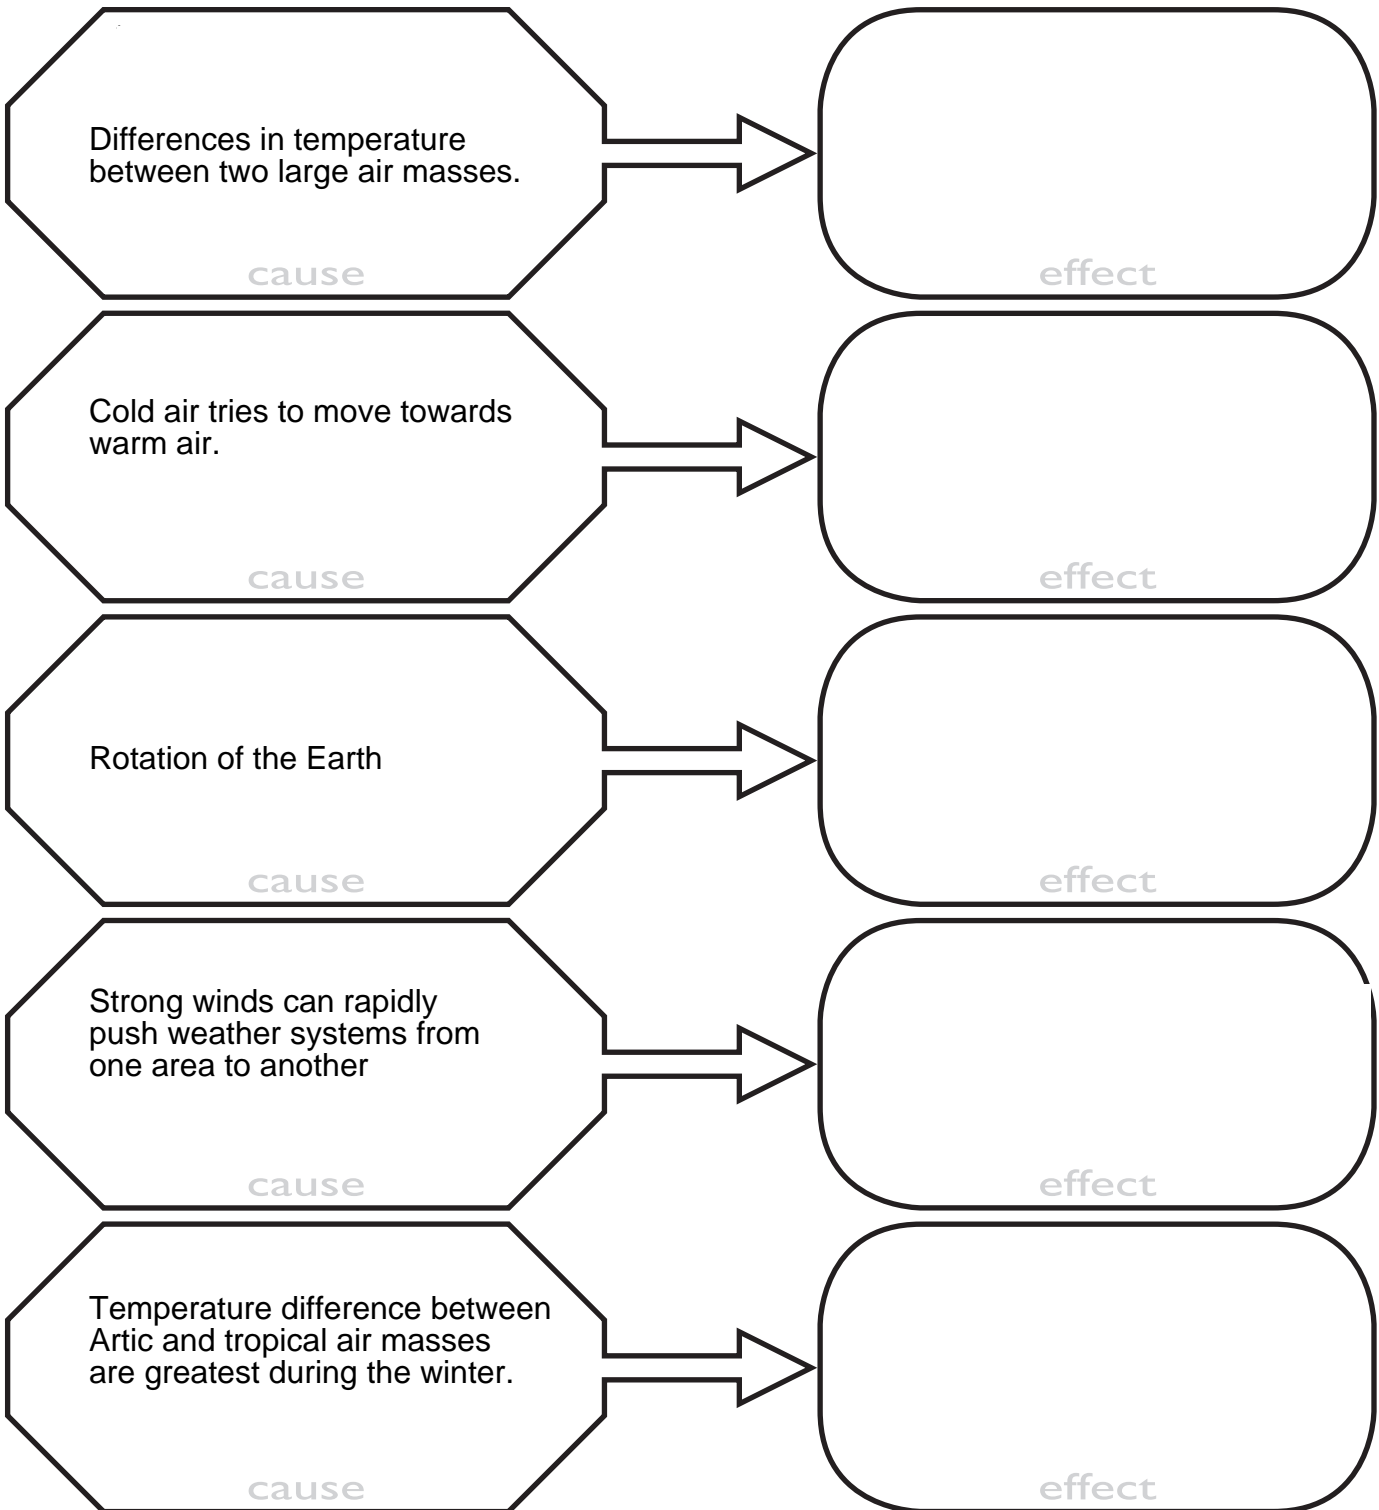 Differences in temperature
between two large air masses.
cause
effect
Cold air tries to move towards
warm air.
cause
effect
Rotation of the Earth
cause
effect
Strong winds can rapidly
push weather systems from
one area to another
cause
effect
Temperature difference between
Artic and tropical air masses
are greatest during the winter.
cause
effect